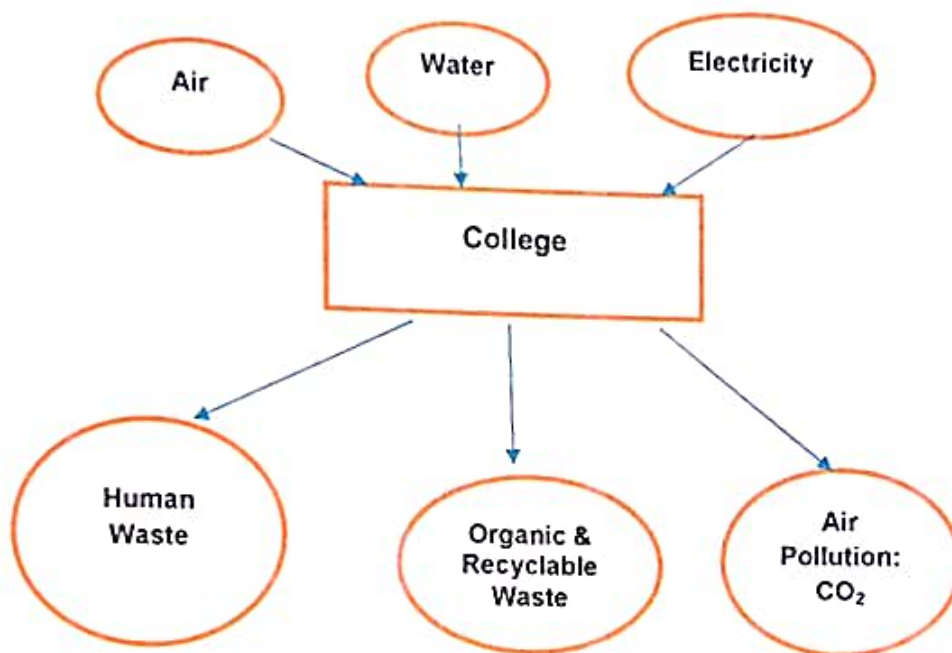 Air
Water
Electricity
College
Human
Waste
Organic &
Recyclable
Waste
Air
Pollution:
CO₂